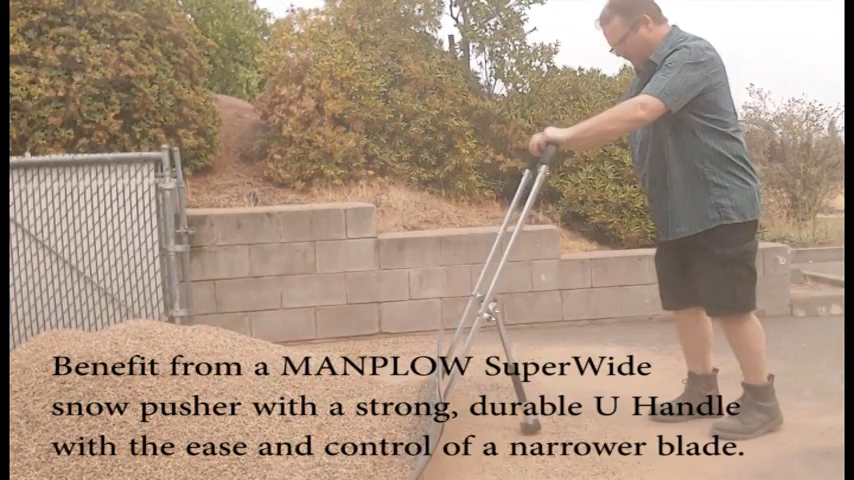 Benefit from a MANPLOW SuperWide
snow pusher with a strong, durable U Handle
with the ease and control of a narrower blade.